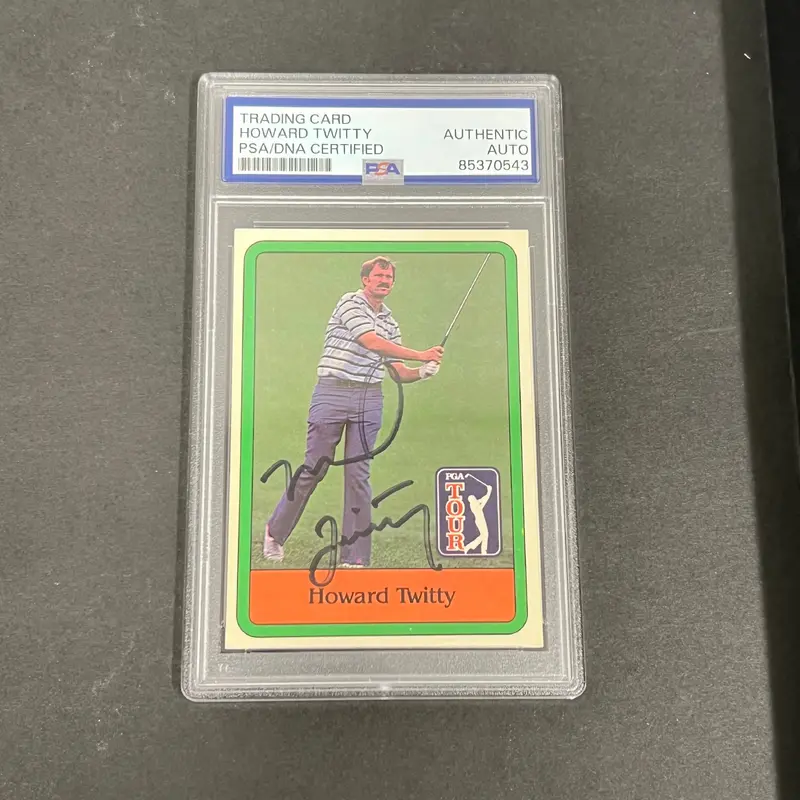 TRADING CARD
HOWARD TWITTY
PSA/DNA CERTIFIED
AUTHENTIC
AUTO
85370543
PSA
PGA
TOUR
Howard Twitty